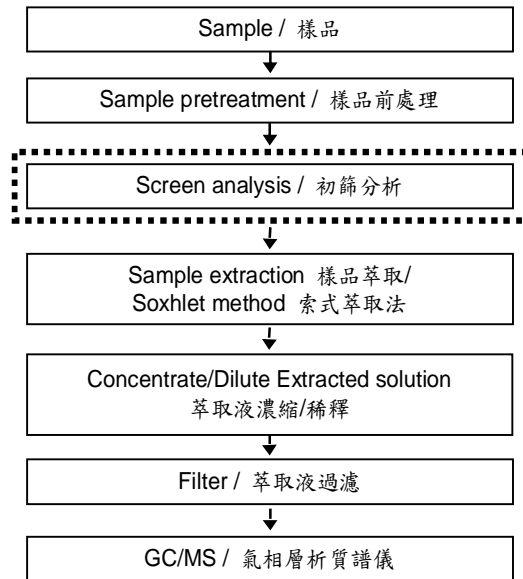 Sample / 樣品
Sample pretreatment / 樣品前處理
Screen analysis / 初篩分析
Sample extraction 樣品萃取/
Soxhlet method 索式萃取法
Concentrate/Dilute Extracted solution
萃取液濃縮/稀釋
Filter / 萃取液過濾
GC/MS / 氣相層析質譜儀